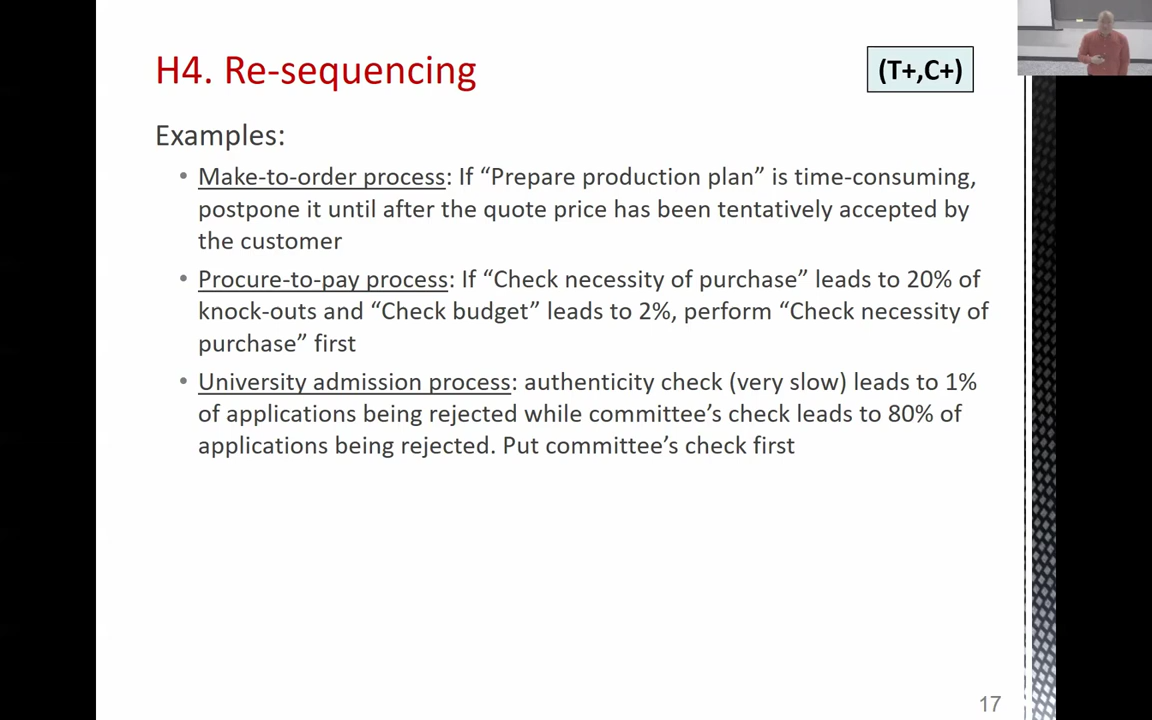 H4. Re-sequencing
(T+,C+)
Examples:
• Make-to-order process: If “Prepare production plan” is time-consuming,
postpone it until after the quote price has been tentatively accepted by
the customer
• Procure-to-pay process: If “Check necessity of purchase” leads to 20% of
knock-outs and “Check budget” leads to 2%, perform “Check necessity of
purchase” first
• University admission process: authenticity check (very slow) leads to 1%
of applications being rejected while committee’s check leads to 80% of
applications being rejected. Put committee’s check first
17